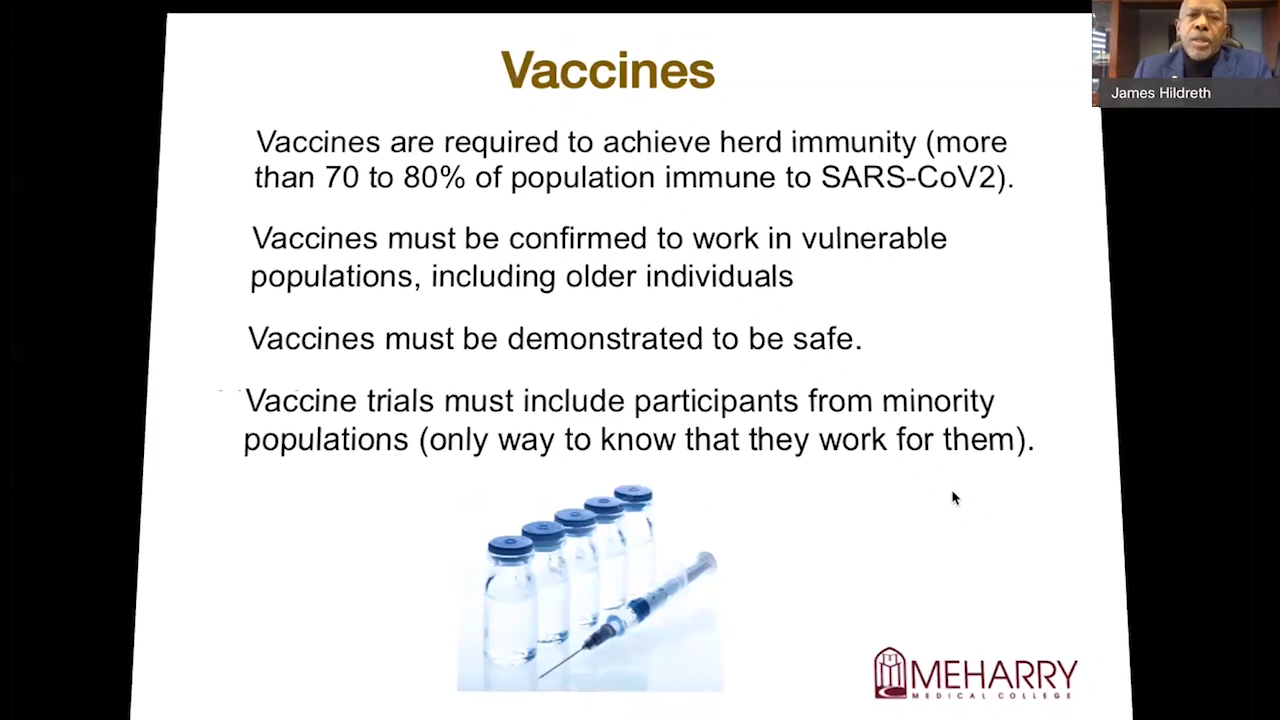 Vaccines
James Hildreth
Vaccines are required to achieve herd immunity (more
than 70 to 80% of population immune to SARS-CoV2).
Vaccines must be confirmed to work in vulnerable
populations, including older individuals
Vaccines must be demonstrated to be safe.
Vaccine trials must include participants from minority
populations (only way to know that they work for them).
MEHARRY
MEDICAL COLLEGE